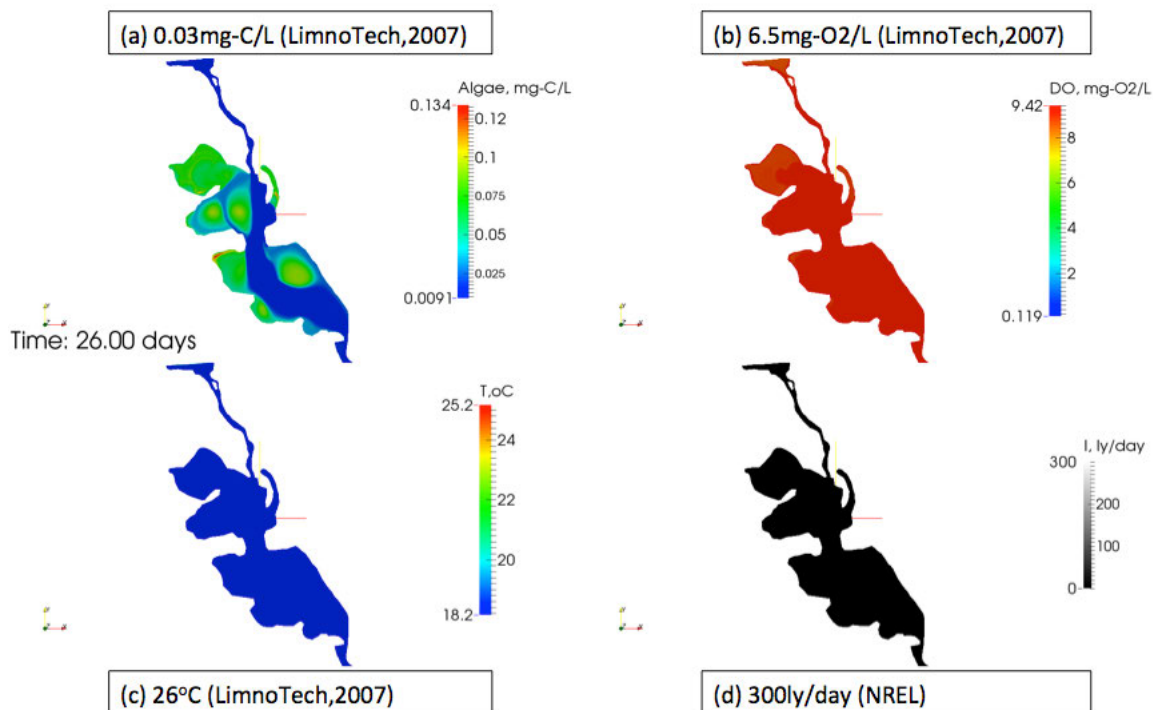 (a) 0.03mg-C/L (LimnoTech,2007)
(b) 6.5mg-O2/L (LimnoTech,2007)
Algae, mg-C/L
0.134
0.12
0.1
0.075
0.05
0.025
0.0091
DO, mg-O2/L
9.42
8
6
4
2
0.119
Time: 26.00 days
T,oC
25.2
24
22
20
18.2
I, ly/day
300
200
100
0
(c) 26°C (LimnoTech,2007)
(d) 300ly/day (NREL)